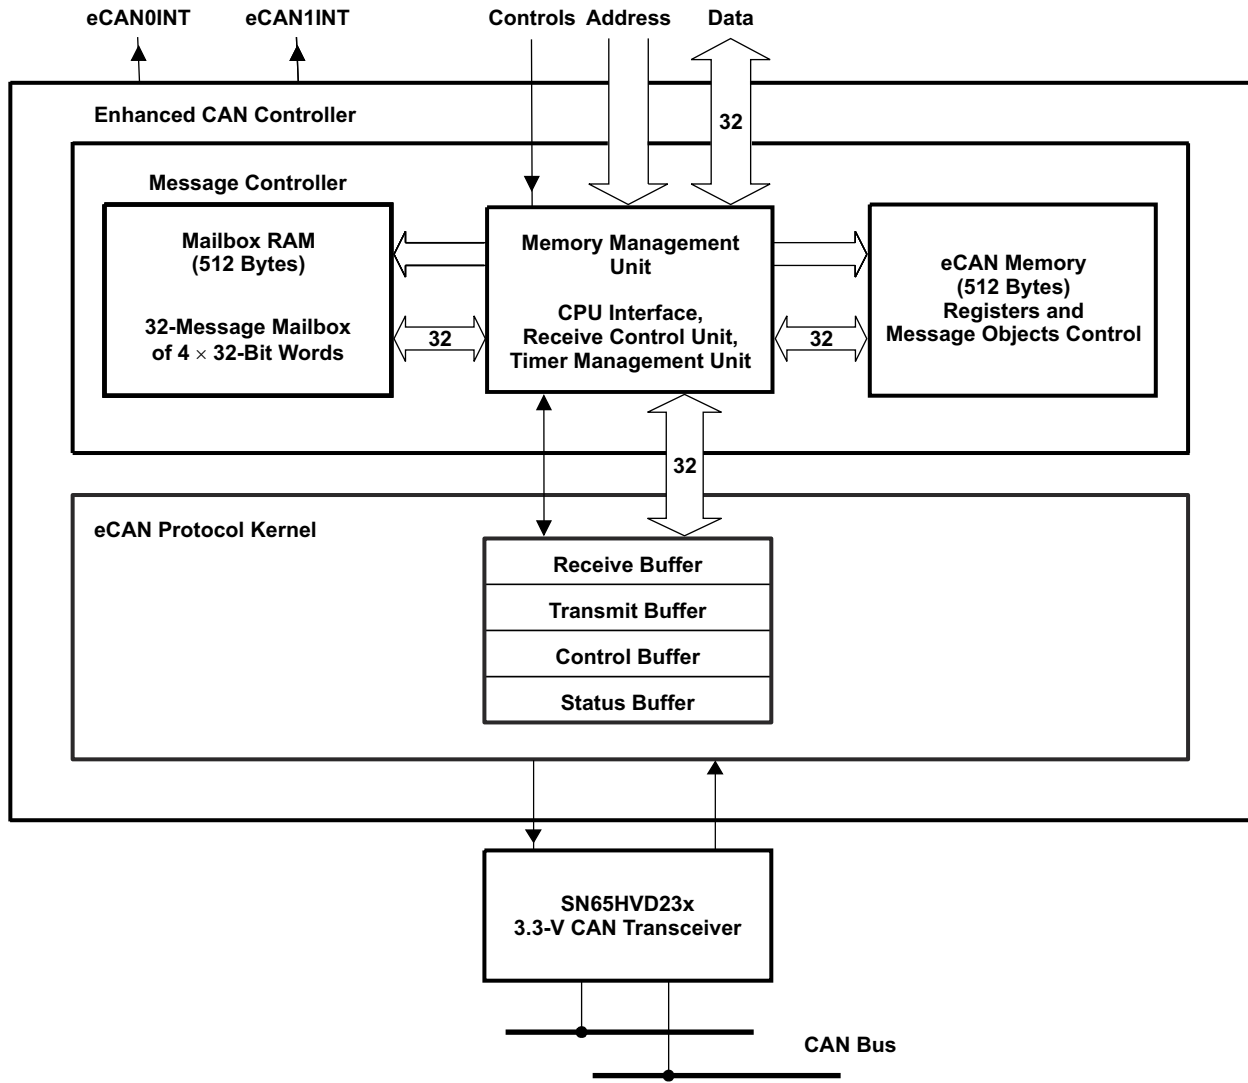 eCAN0INT
eCAN1INT
Controls
Address
Data
32
Enhanced CAN Controller
Message Controller
Mailbox RAM
(512 Bytes)
32-Message Mailbox
of 4 × 32-Bit Words
32
Memory Management
Unit
CPU Interface,
Receive Control Unit,
Timer Management Unit
32
eCAN Memory
(512 Bytes)
Registers and
Message Objects Control
32
eCAN Protocol Kernel
Receive Buffer
Transmit Buffer
Control Buffer
Status Buffer
SN65HVD23x
3.3-V CAN Transceiver
CAN Bus